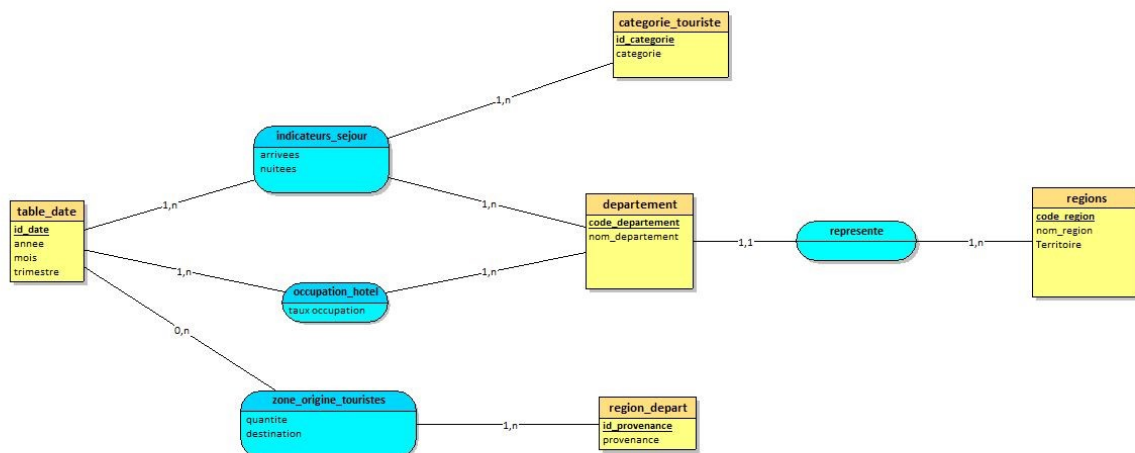 categorie_touriste
id_categorie
categorie
1,n
indicateurs_sejour
arrivees
nuitees
1,n
1,n
table_date
id_date
annee
mois
trimestre
departement
code_departement
nom_departement
1,1
represente
1,n
regions
code_region
nom_region
Territoire
1,n
occupation_hotel
taux occupation
1,n
0,n
zone_origine_touristes
quantite
destination
1,n
region_depart
id_provenance
provenance